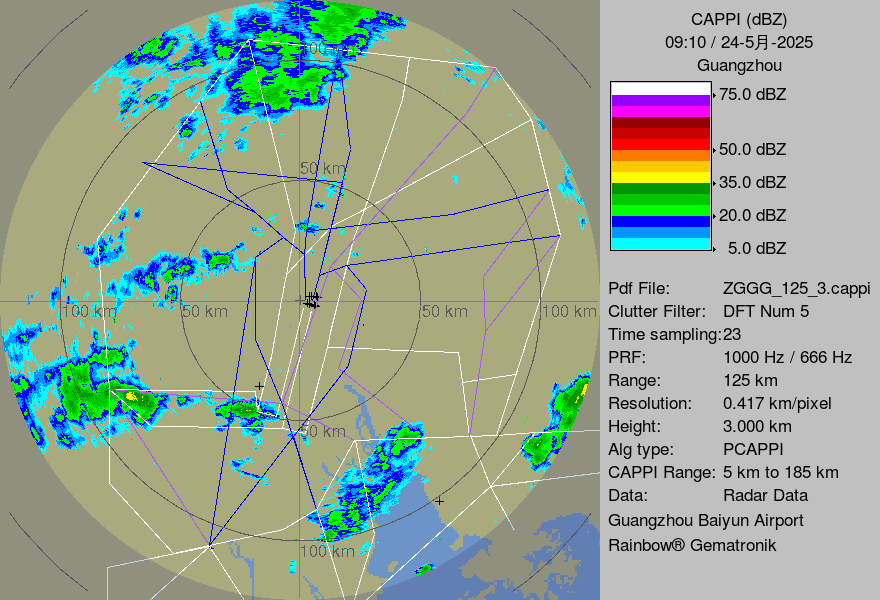 CAPPI (dBZ)
09:10 / 24-5月-2025
Guangzhou
75.0 dBZ
50.0 dBZ
35.0 dBZ
20.0 dBZ
5.0 dBZ
Pdf File: ZGGG_125_3.cappi
Clutter Filter: DFT Num 5
Time sampling:23
PRF: 1000 Hz / 666 Hz
Range: 125 km
Resolution: 0.417 km/pixel
Height: 3.000 km
Alg type: PCAPPI
CAPPI Range: 5 km to 185 km
Data: Radar Data
Guangzhou Baiyun Airport
Rainbow® Gematronik
100 km
50 km
100 km
50 km
50 km
100 km
50 km
100 km